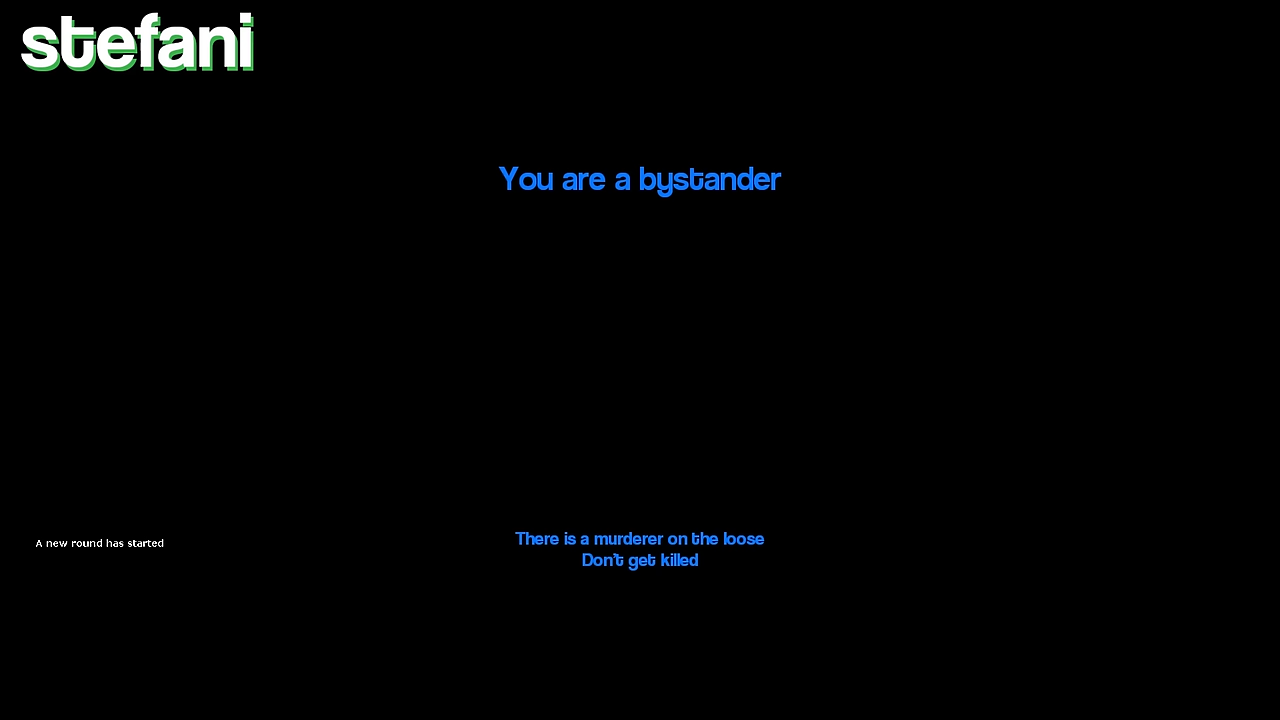 stefani
You are a bystander
A new round has started
There is a murderer on the loose
Don't get killed